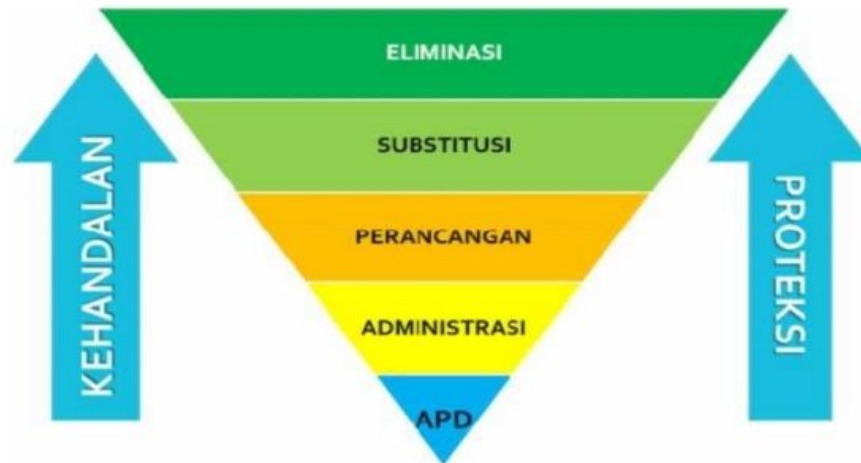 ELIMINASI
SUBSTITUSI
PERANCANGAN
ADMINISTRASI
APD
KEHANDALAN
PROTEKSI